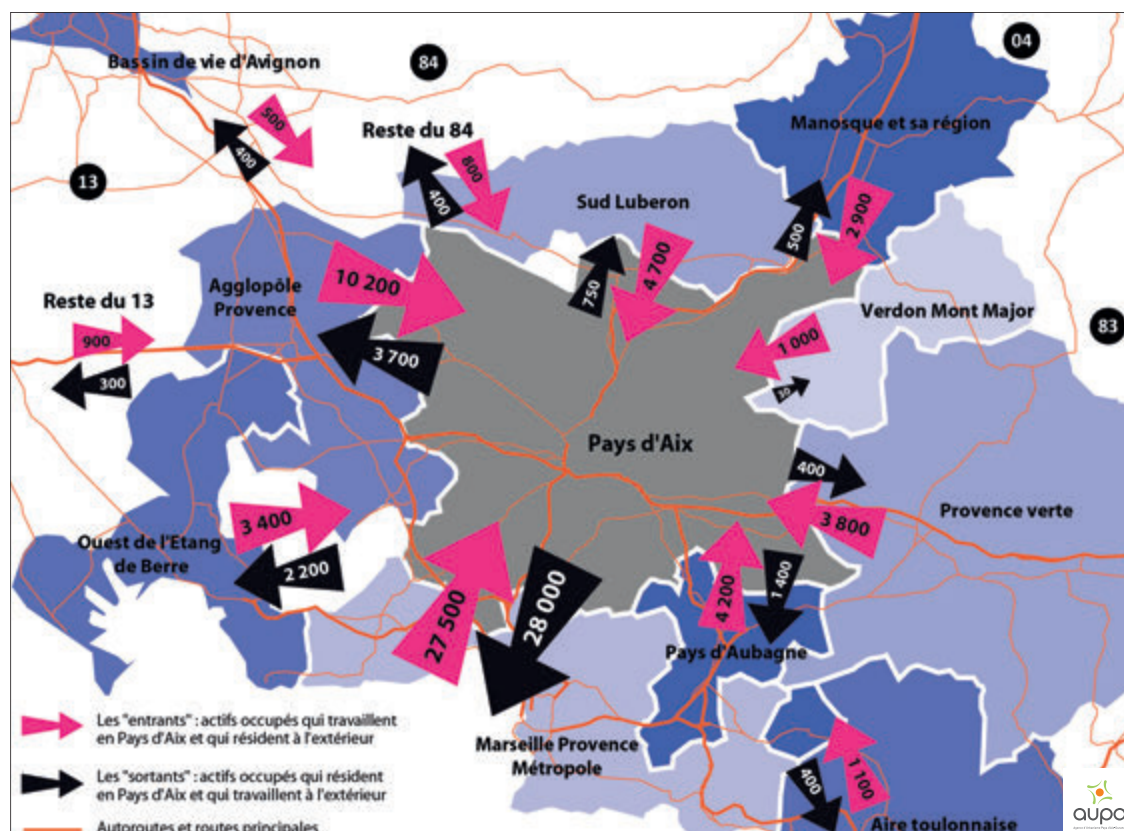 Bassin de vie d'Avignon
84
04
500
400
Reste du 84
800
400
Manosque et sa région
13
Sud Luberon
500
2 900
4 700
750
Agglopôle
Provence
10 200
Reste du 13
900
300
3 700
Verdon Mont Major
83
1 000
30
Pays d'Aix
400
3 800
Provence verte
3 400
Ouest de l'Etang
de Berre
2 200
27 500
28 000
4 200
1 400
Pays d'Aubagne
Les "entrants" : actifs occupés qui travaillent
en Pays d'Aix et qui résident à l'extérieur
Marseille Provence
Métropole
Les "sortants" : actifs occupés qui résident
en Pays d'Aix et qui travaillent à l'extérieur
400
1 100
Autoroutes et routes principales
Aire toulonnaise
aupa